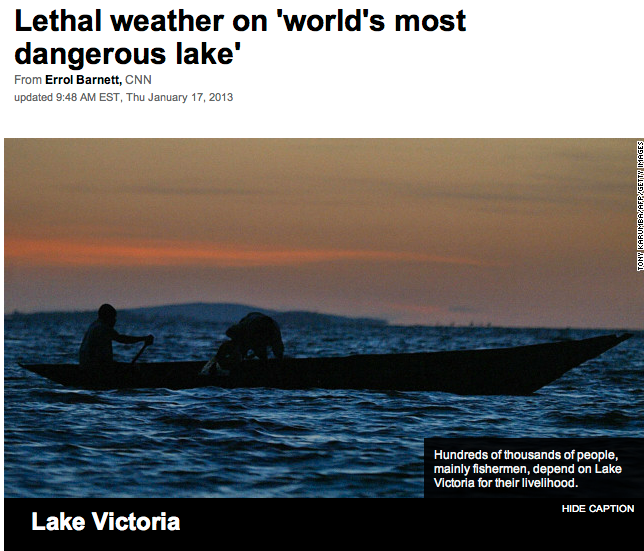 Lethal weather on 'world's most
dangerous lake'
From Errol Barnett, CNN
updated 9:48 AM EST, Thu January 17, 2013
TONY KARUMBA/AFP/GETTY IMAGES
Hundreds of thousands of people,
mainly fishermen, depend on Lake
Victoria for their livelihood.
HIDE CAPTION
Lake Victoria